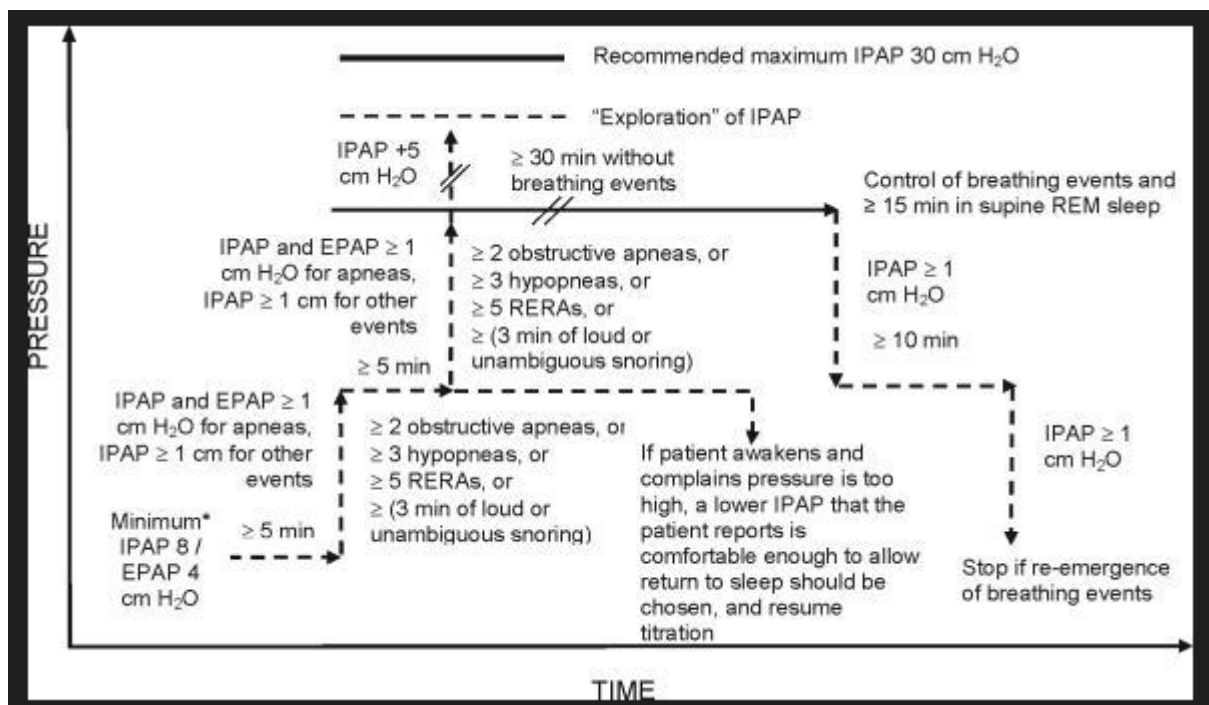 Recommended maximum IPAP 30 cm H₂O
"Exploration" of IPAP
IPAP +5
cm H₂O
≥ 30 min without
breathing events
Control of breathing events and
≥ 15 min in supine REM sleep
IPAP and EPAP ≥ 1
cm H₂O for apneas,
IPAP ≥ 1 cm for other
events
≥ 5 min
≥ 2 obstructive apneas, or
≥ 3 hypopneas, or
≥ 5 RERAs, or
≥ (3 min of loud or
unambiguous snoring)
IPAP ≥ 1
cm H₂O
≥ 10 min
PRESSURE
IPAP and EPAP ≥ 1
cm H₂O for apneas,
IPAP ≥ 1 cm for other
events
≥ 2 obstructive apneas, or
≥ 3 hypopneas, or
≥ 5 RERAs, or
≥ (3 min of loud or
unambiguous snoring)
If patient awakens and
complains pressure is too
high, a lower IPAP that the
patient reports is
comfortable enough to allow
return to sleep should be
chosen, and resume
titration
IPAP ≥ 1
cm H₂O
Minimum*
IPAP 8 /
EPAP 4
cm H₂O
≥ 5 min
Stop if re-emergence
of breathing events
TIME